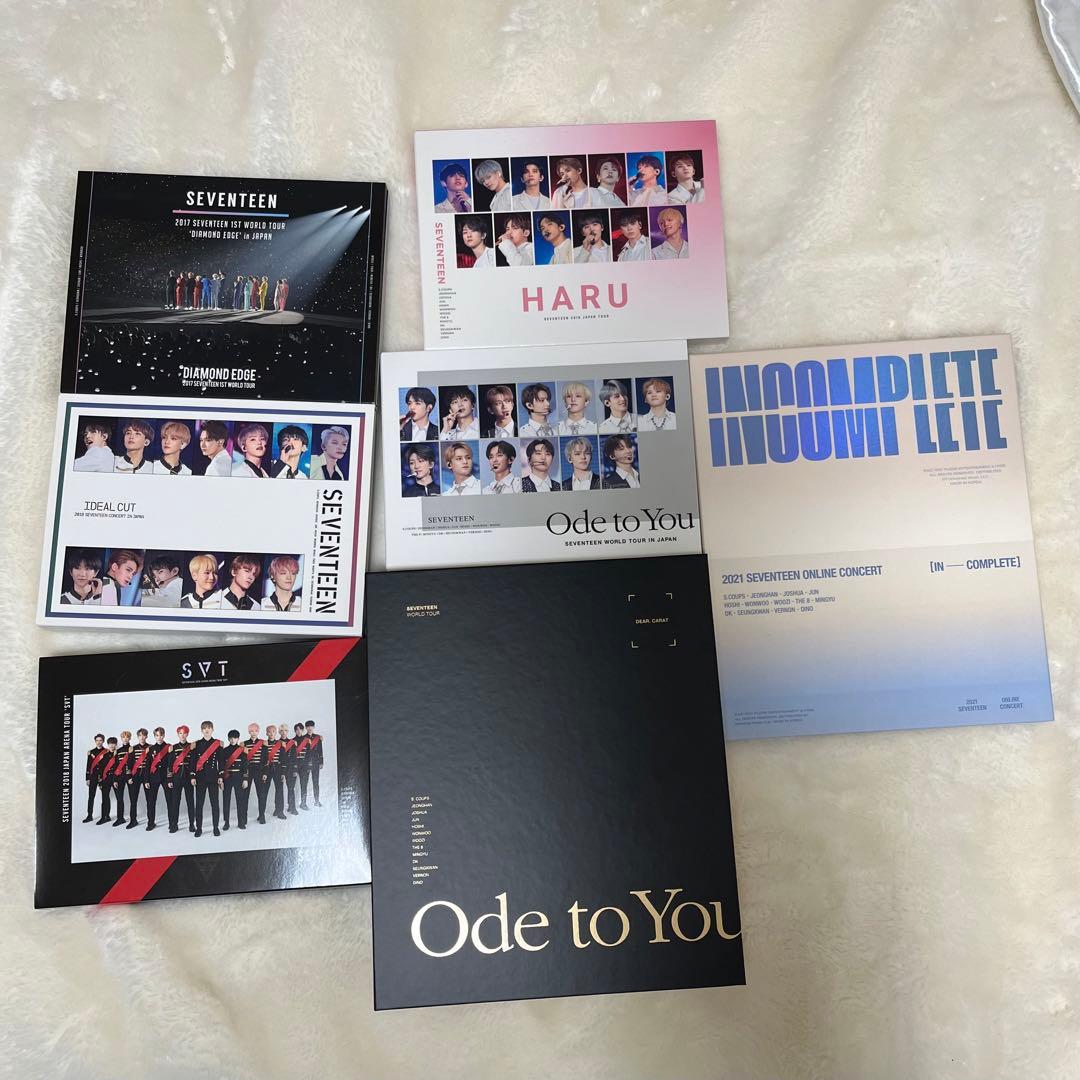 SEVENTEEN
2017 SEVENTEEN 1ST WORLD TOUR
'DIAMOND EDGE' in JAPAN
DIAMOND EDGE
2017 SEVENTEEN 1ST WORLD TOUR
IDEAL CUT
2018 SEVENTEEN CONCERT IN JAPAN
SEVENTEEN
SVT
SEVENTEEN 2018 JAPAN ARENA TOUR 'SVT'
SEVENTEEN
HARU
SEVENTEEN 2019 JAPAN TOUR
S.COUPS
JEONGHAN
JOSHUA
JUN
HOSHI
WONWOO
WOOZI
THE 8
MINGYU
DK
SEUNGKWAN
VERNON
DINO
SEVENTEEN
Ode to You
SEVENTEEN WORLD TOUR IN JAPAN
SEVENTEEN
WORLD TOUR
DEAR. CARAT
S. COUPS
JEONGHAN
JOSHUA
JUN
HOSHI
WONWOO
WOOZI
THE 8
MINGYU
DK
SEUNGKWAN
VERNON
DINO
Ode to You
INCOMPLETE
INCOMPLETE
2021 SEVENTEEN ONLINE CONCERT
[IN — COMPLETE]
S.COUPS - JEONGHAN - JOSHUA - JUN
HOSHI - WONWOO - WOOZI - THE 8 - MINGYU
DK - SEUNGKWAN - VERNON - DINO
2021
SEVENTEEN
ONLINE
CONCERT